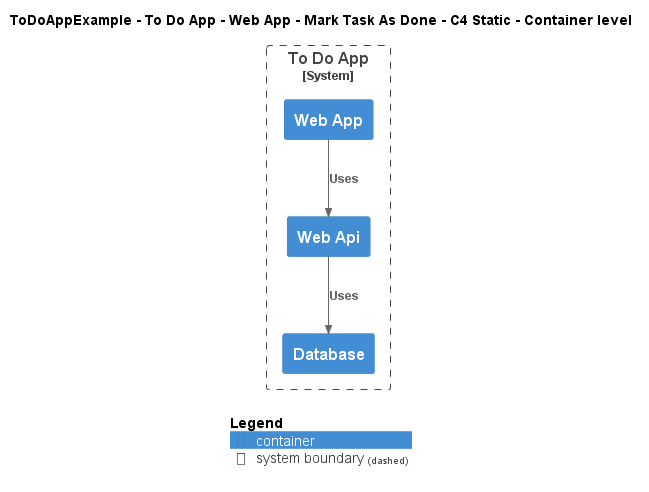 ToDoAppExample - To Do App - Web App - Mark Task As Done - C4 Static - Container level
To Do App
[System]
Web App
Uses
Web Api
Uses
Database
Legend
container
system boundary (dashed)